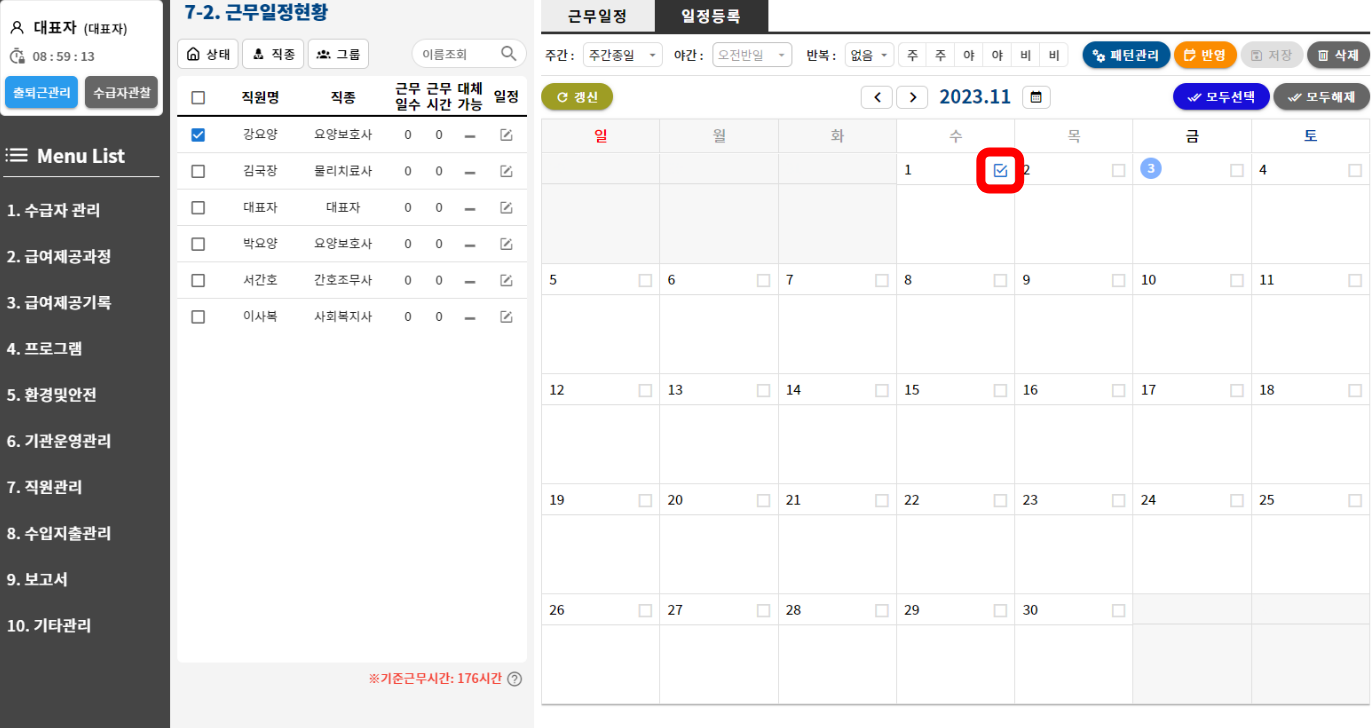 대표자 (대표자)
08 : 59 : 13
출퇴근관리 수급자관찰
Menu List
1. 수급자 관리
2. 급여제공과정
3. 급여제공기록
4. 프로그램
5. 환경및안전
6. 기관운영관리
7. 직원관리
8. 수입지출관리
9. 보고서
10. 기타관리
7-2. 근무일정현황
상태 직종 그룹 이름조회
직원명 직종 근무일수 근무시간 대체가능 일정
강요양 요양보호사 0 0 –
김국장 물리치료사 0 0 –
대표자 대표자 0 0 –
박요양 요양보호사 0 0 –
서간호 간호조무사 0 0 –
이사복 사회복지사 0 0 –
※기준근무시간: 176시간 ?
근무일정 일정등록
주간 : 주간종일 야간 : 오전반일 반복 : 없음 주 주 야 야 비 비 패턴관리 반영 저장 삭제
갱신 < > 2023.11 모두선택 모두해제
일 월 화 수 목 금 토
1 2 3 4
5 6 7 8 9 10 11
12 13 14 15 16 17 18
19 20 21 22 23 24 25
26 27 28 29 30